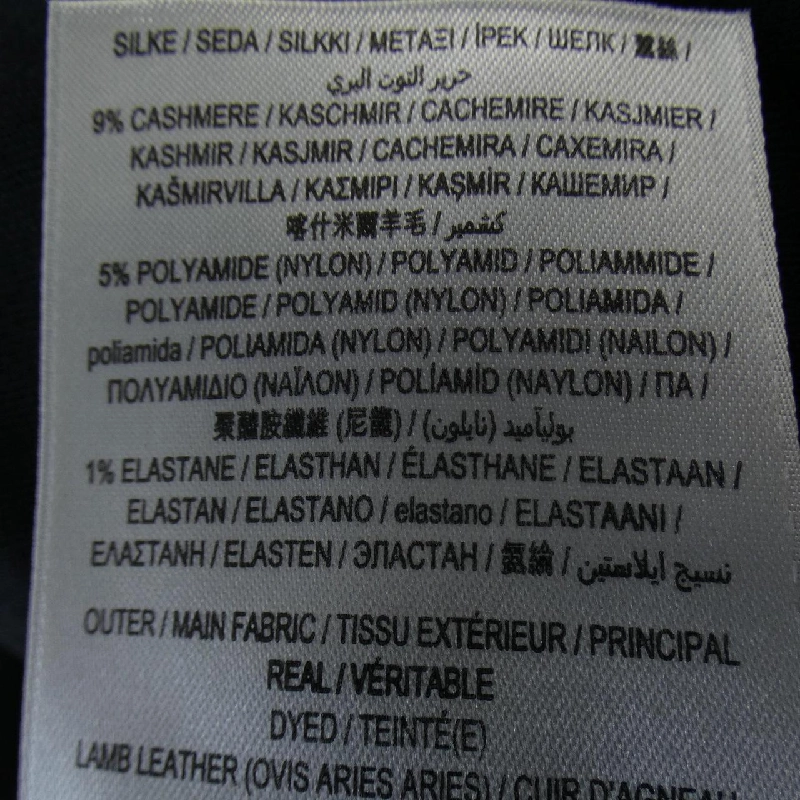 SILKE / SEDA / SILKKI / ΜΕΤΑΞΙ / İPEK / ШЕЛК / 蠶絲 /
حرير التوت البري
9% CASHMERE / KASCHMIR / CACHEMIRE / KASJMIER /
KASHMIR / KASJMIR / CACHEMIRA / CAXEMIRA /
KAŠMIRVILLA / ΚΑΣΜΙΡΙ / KAŞMİR / КАШЕМИР /
喀什米爾羊毛 / كشمير
5% POLYAMIDE (NYLON) / POLYAMID / POLIAMMIDE /
POLYAMIDE / POLYAMID (NYLON) / POLIAMIDA /
poliamida / POLIAMIDA (NYLON) / POLYAMIDI (NAILON) /
ΠΟΛΥΑΜΙΔΙΟ (ΝΑΪΛΟΝ) / POLİAMİD (NAYLON) / ПА /
聚醯胺纖維 (尼龍) / بوليأميد (نايلون)
1% ELASTANE / ELASTHAN / ÉLASTHANE / ELASTAAN /
ELASTAN / ELASTANO / elastano / ELASTAANI /
ΕΛΑΣΤΑΝΗ / ELASTEN / ЭЛАСТАН / 氨綸 / نسيج ايلاستين
OUTER / MAIN FABRIC / TISSU EXTÉRIEUR / PRINCIPAL
REAL / VÉRITABLE
DYED / TEINTÉ(E)
LAMB LEATHER (OVIS ARIES ARIES) / CUIR D'AGNEAU